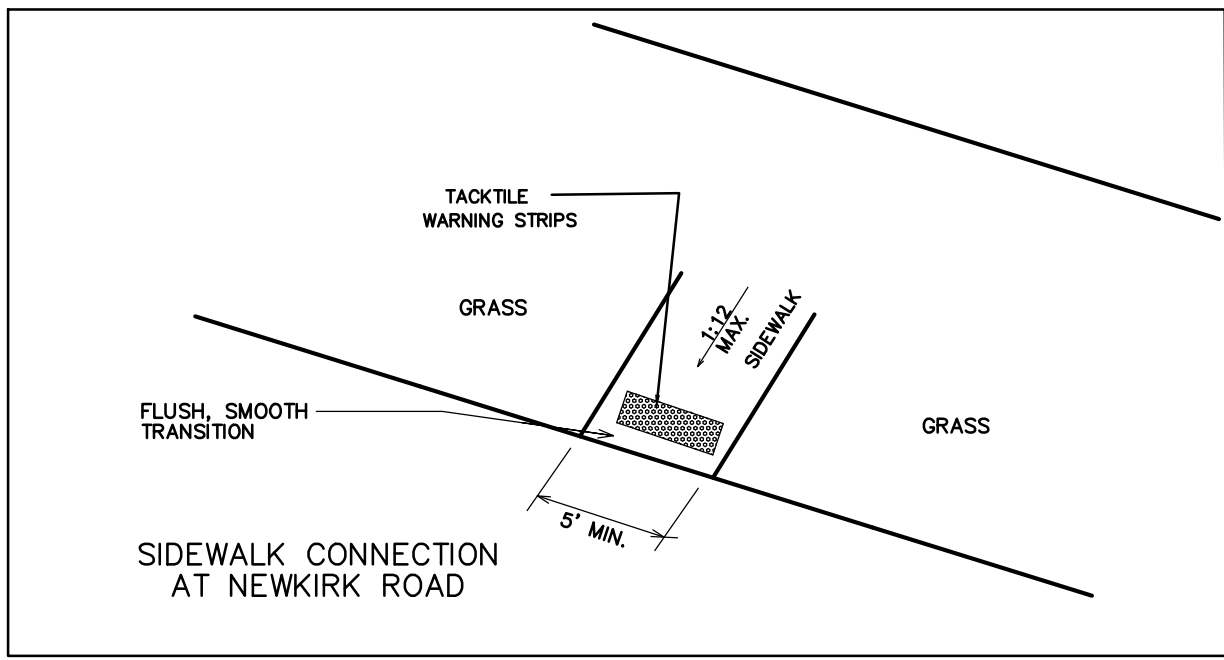 TACKTILE
WARNING STRIPS
GRASS
1:12
MAX.
SIDEWALK
FLUSH, SMOOTH
TRANSITION
GRASS
5' MIN.
SIDEWALK CONNECTION
AT NEWKIRK ROAD